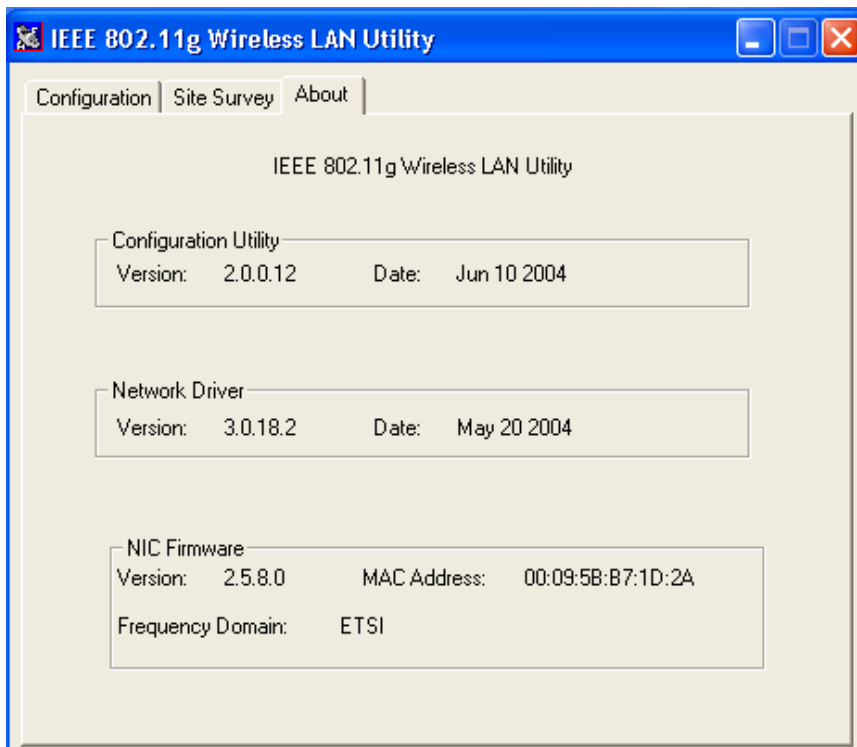 IEEE 802.11g Wireless LAN Utility
Configuration Site Survey About
IEEE 802.11g Wireless LAN Utility
Configuration Utility
Version: 2.0.0.12 Date: Jun 10 2004
Network Driver
Version: 3.0.18.2 Date: May 20 2004
NIC Firmware
Version: 2.5.8.0 MAC Address: 00:09:5B:B7:1D:2A
Frequency Domain: ETSI